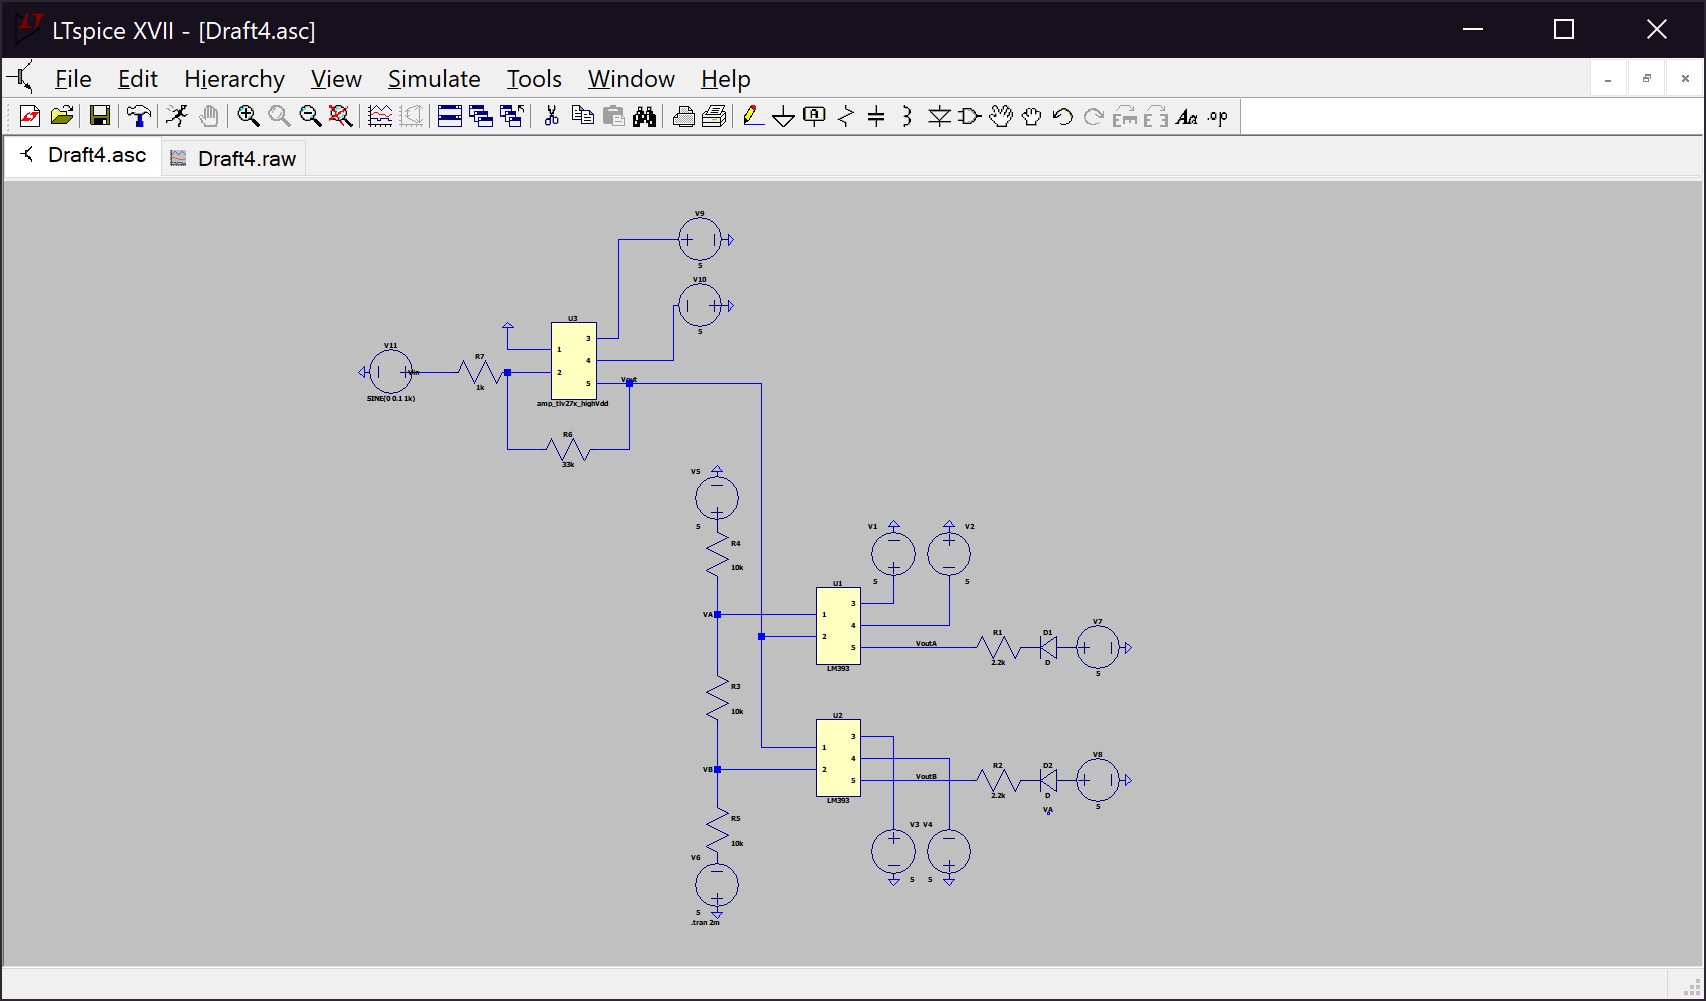 LTspice XVII - [Draft4.asc]
File Edit Hierarchy View Simulate Tools Window Help
Aa .op
Draft4.asc Draft4.raw
V9
5
V10
5
U3
3
1
4
2
5
amp_tlv27x_highVdd
V11
Vin
SINE(0 0.1 1k)
R7
1k
Vout
R6
33k
V5
5
R4
10k
V1
5
V2
5
VA
U1
3
1
4
2
5
LM393
VoutA
R1
2.2k
D1
D
V7
5
R3
10k
VB
U2
3
1
4
2
5
LM393
VoutB
R2
2.2k
D2
D
VA
V8
5
R5
10k
V3 V4
5 5
V6
5
.tran 2m